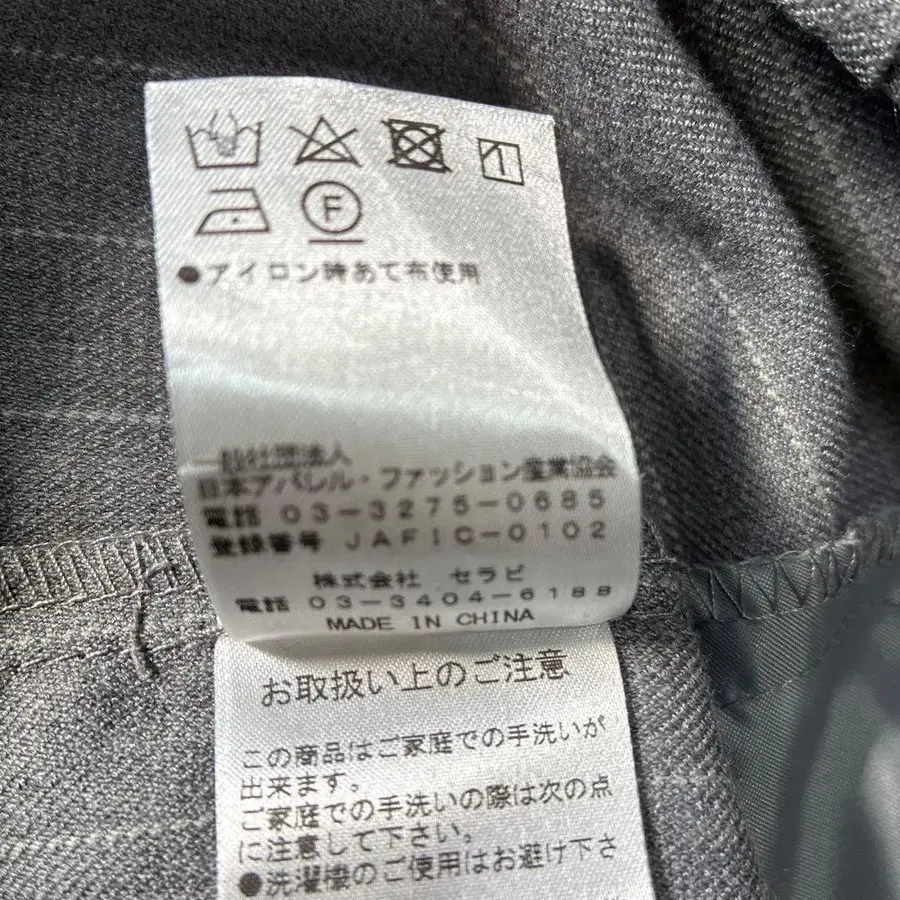 F
●アイロン時あて布使用
一般社団法人
日本アパレル・ファッション産業協会
電話 03-3275-0685
登録番号 JAFIC-0102
株式会社 セラビ
電話 03-3404-6188
MADE IN CHINA
お取扱い上のご注意
この商品はご家庭での手洗いが
出来ます。
ご家庭での手洗いの際は次の点
に注意して下さい。
●洗濯機のご使用はお避け下さ